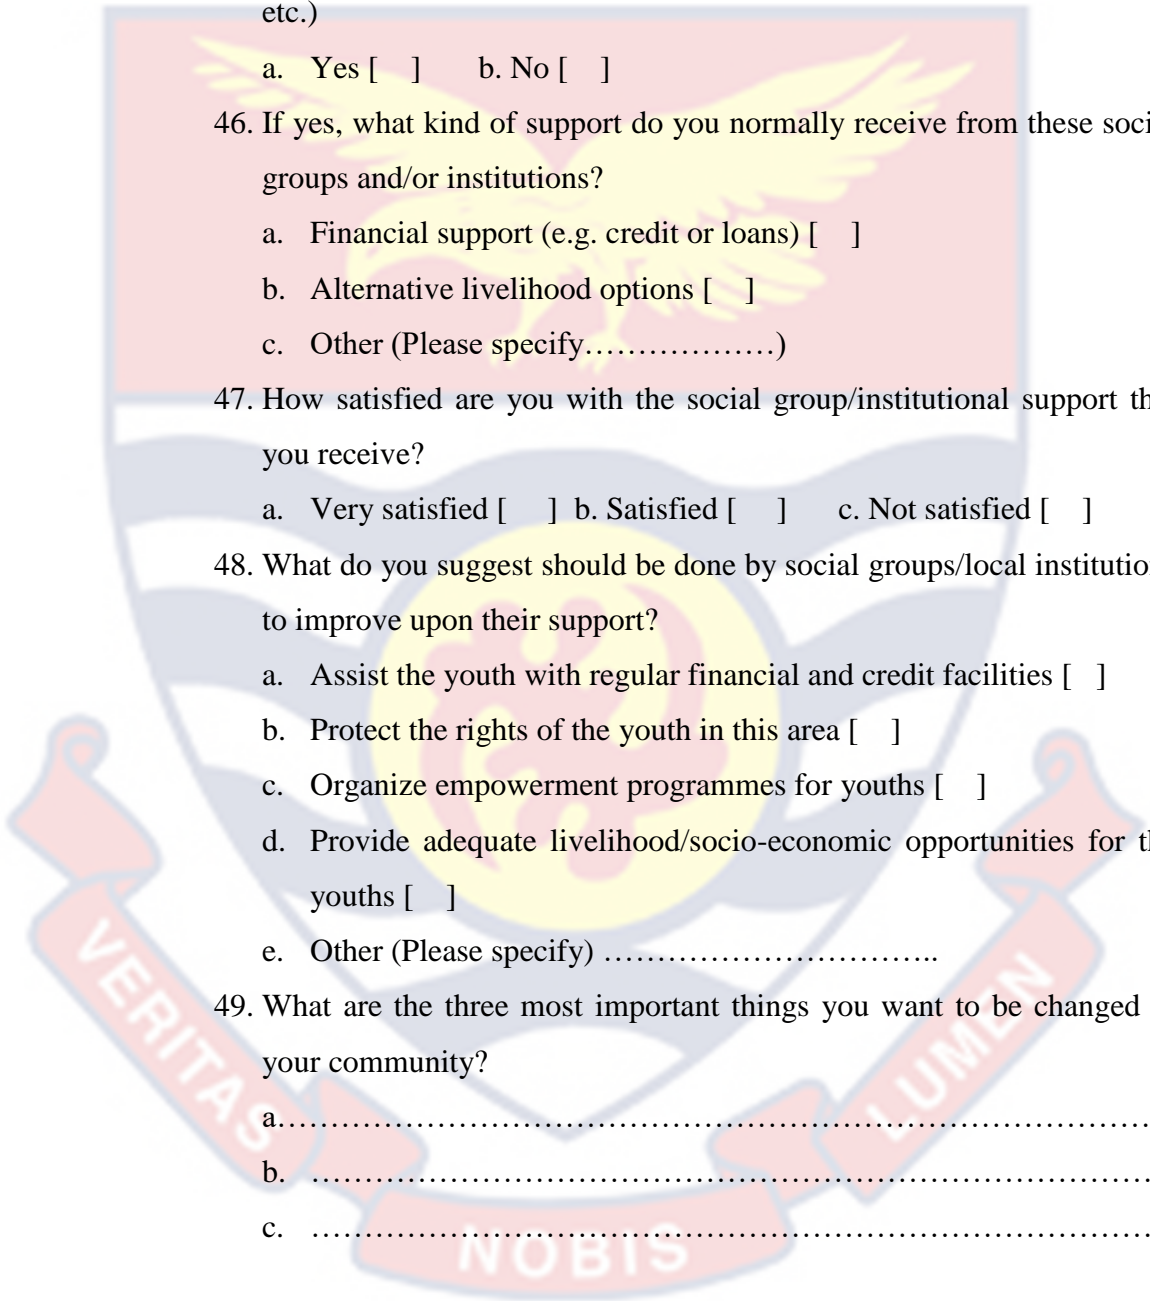 etc.)
a. Yes [ ] b. No [ ]
46. If yes, what kind of support do you normally receive from these soci
groups and/or institutions?
a. Financial support (e.g. credit or loans) [ ]
b. Alternative livelihood options [ ]
c. Other (Please specify………………)
47. How satisfied are you with the social group/institutional support th
you receive?
a. Very satisfied [ ] b. Satisfied [ ] c. Not satisfied [ ]
48. What do you suggest should be done by social groups/local institution
to improve upon their support?
a. Assist the youth with regular financial and credit facilities [ ]
b. Protect the rights of the youth in this area [ ]
c. Organize empowerment programmes for youths [ ]
d. Provide adequate livelihood/socio-economic opportunities for th
youths [ ]
e. Other (Please specify) …………………………..
49. What are the three most important things you want to be changed
your community?
a……………………………………………………………………………
b. …………………………………………………………………………
c. …………………………………………………………………………
VERITAS
NOBIS
LUMEN